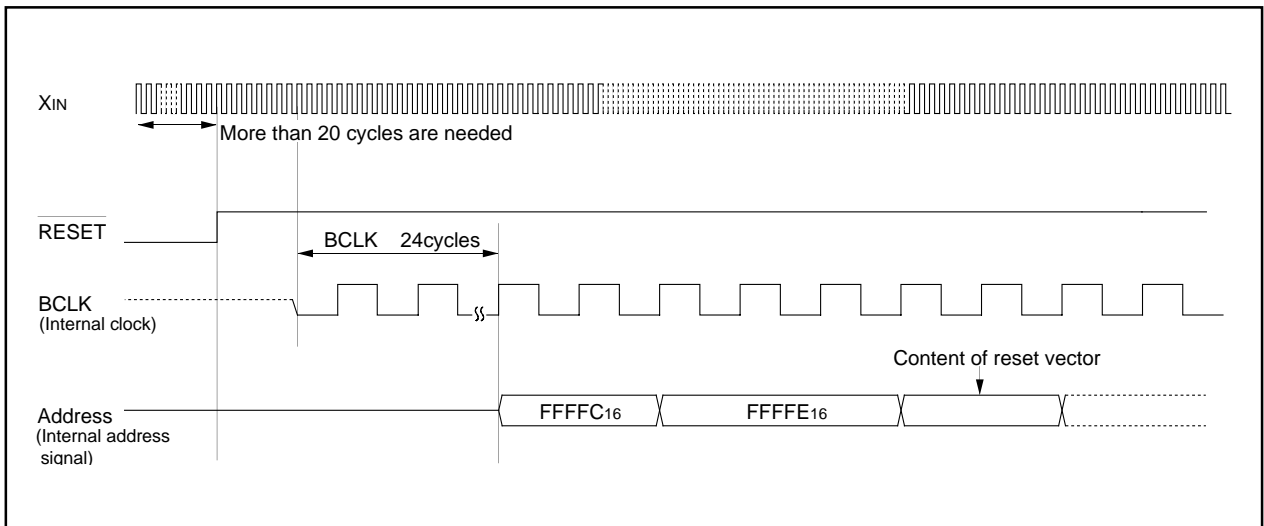 XIN
More than 20 cycles are needed
RESET
BCLK 24cycles
BCLK
(Internal clock)
Content of reset vector
Address
(Internal address
signal)
FFFFC16
FFFFE16